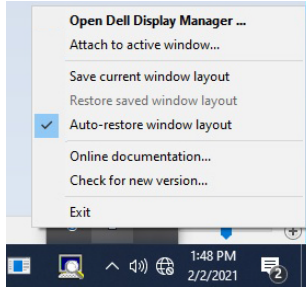 Open Dell Display Manager ...
Attach to active window...
Save current window layout
Restore saved window layout
Auto-restore window layout
Online documentation...
Check for new version...
Exit
1:48 PM
2/2/2021
2